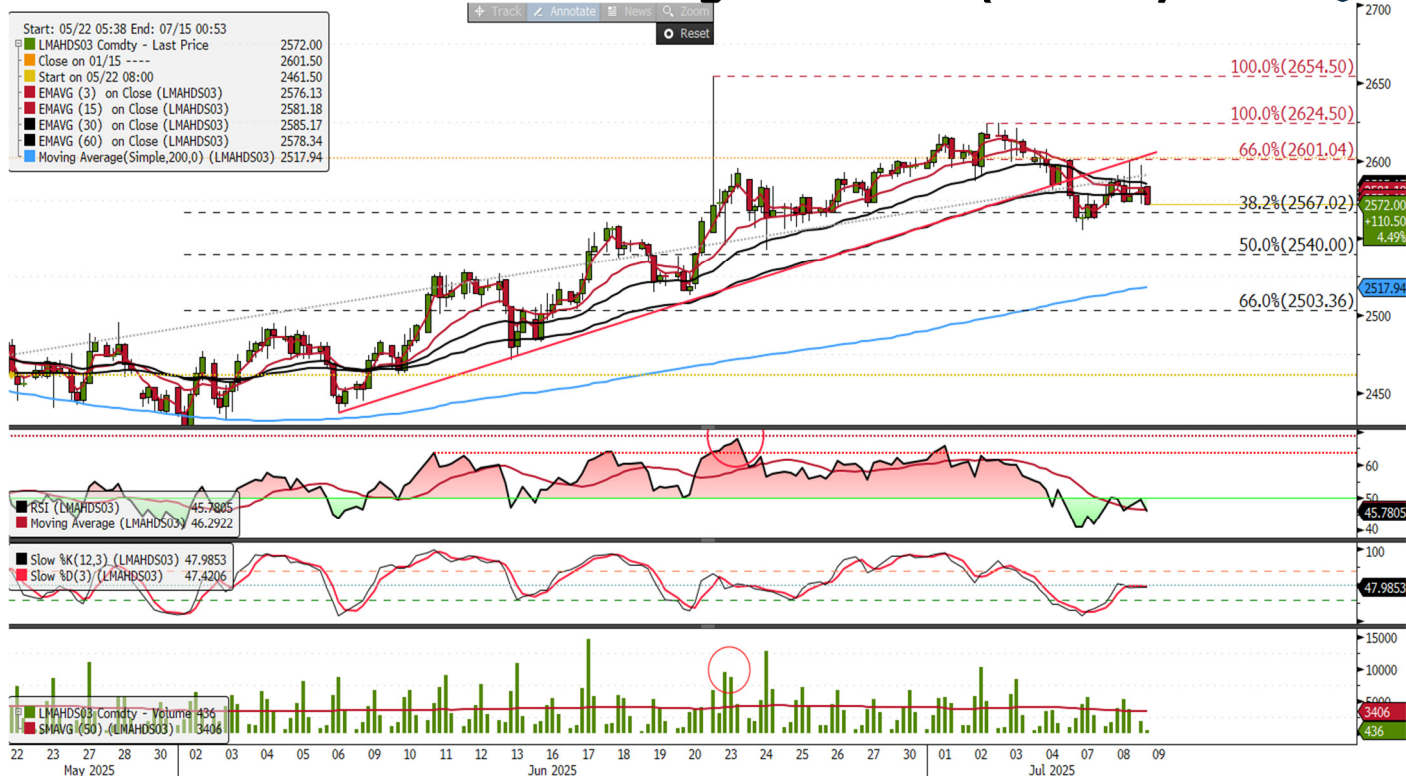 Track Annotate News Zoom
Reset
Start: 05/22 05:38 End: 07/15 00:53
LMAHDS03 Comdty - Last Price 2572.00
Close on 01/15 ---- 2601.50
Start on 05/22 08:00 2461.50
EMAVG (3) on Close (LMAHDS03) 2576.13
EMAVG (15) on Close (LMAHDS03) 2581.18
EMAVG (30) on Close (LMAHDS03) 2585.17
EMAVG (60) on Close (LMAHDS03) 2578.34
Moving Average(Simple,200,0) (LMAHDS03) 2517.94
100.0%(2654.50)
100.0%(2624.50)
66.0%(2601.04)
38.2%(2567.02)
50.0%(2540.00)
66.0%(2503.36)
2700
2650
2600
2572.00
+110.50
4.49%
2517.94
2500
2450
RSI (LMAHDS03) 45.7805
Moving Average (LMAHDS03) 46.2922
60
50
45.7805
40
Slow %K(12,3) (LMAHDS03) 47.9853
Slow %D(3) (LMAHDS03) 47.4206
100
47.9853
LMAHDS03 Comdty - Volume 436
SMAVG (50) (LMAHDS03) 3406
15000
10000
5000
3406
436
22 23 27 28 30 02 03 04 05 06 09 10 11 12 13 16 17 18 19 20 23 24 25 26 27 30 01 02 03 04 07 08 09
May 2025 Jun 2025 Jul 2025